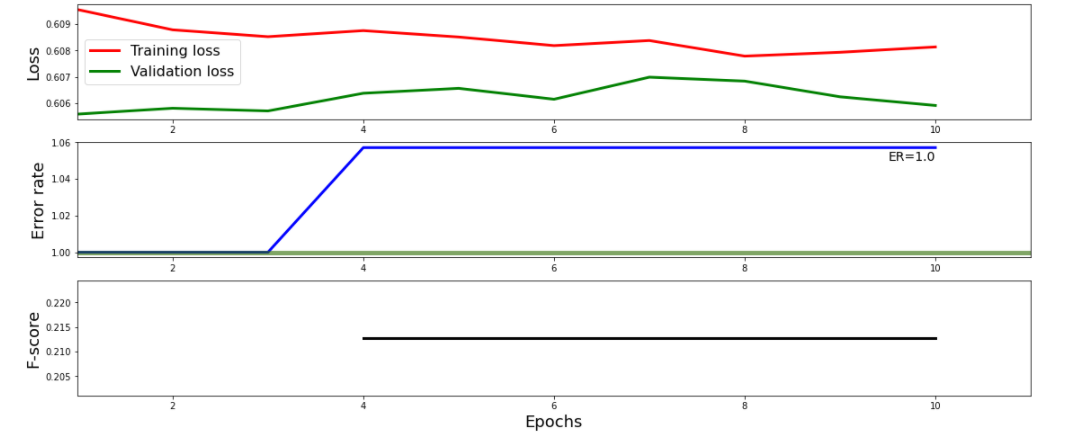 Loss
0.609
0.608
0.607
0.606
Training loss
Validation loss
2 4 6 8 10
Error rate
1.06
1.04
1.02
1.00
ER=1.0
2 4 6 8 10
F-score
0.220
0.215
0.210
0.205
2 4 6 8 10
Epochs